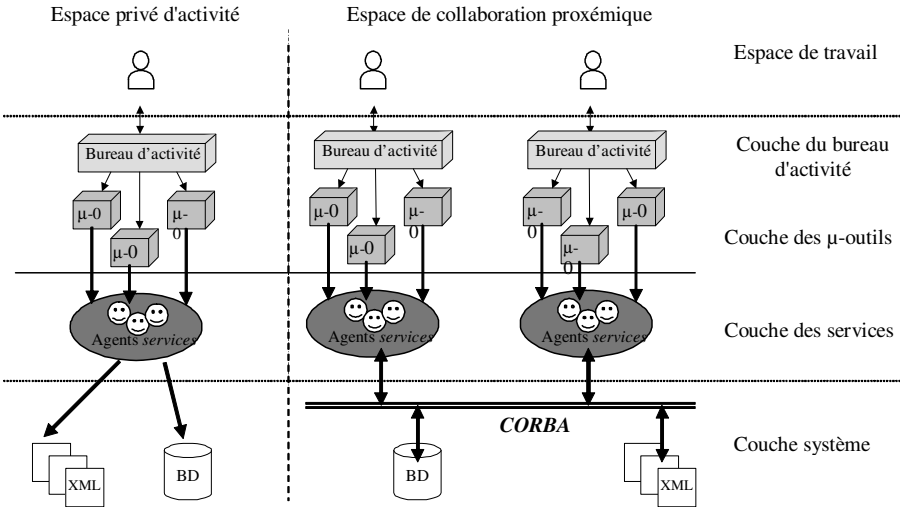 Espace privé d'activité
Espace de collaboration proxémique
Espace de travail
Bureau d'activité
Bureau d'activité
Bureau d'activité
Couche du bureau
d'activité
µ-0
µ-0
µ-
0
µ-0
µ-0
µ-
0
µ-
0
µ-
0
µ-0
Couche des µ-outils
Agents services
Agents services
Agents services
Couche des services
CORBA
XML
BD
BD
XML
Couche système